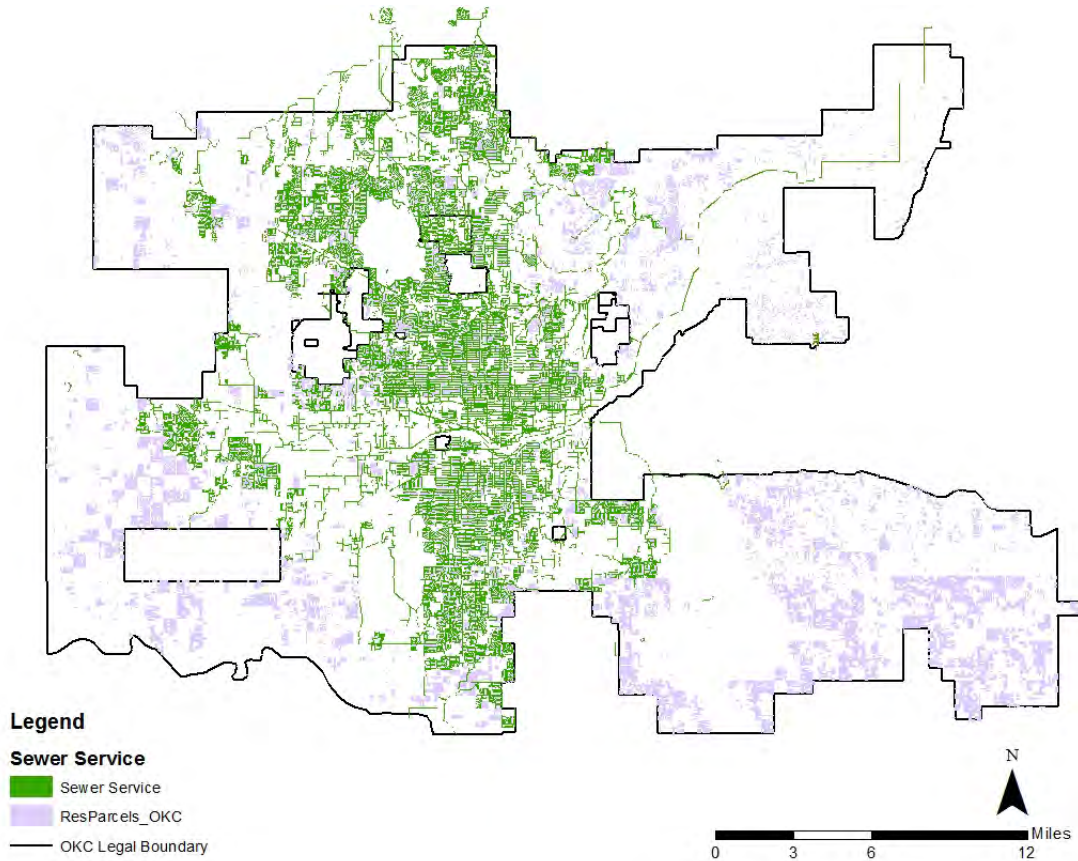 Legend
Sewer Service
Sewer Service
ResParcels_OKC
OKC Legal Boundary
N
Miles
0 3 6 12